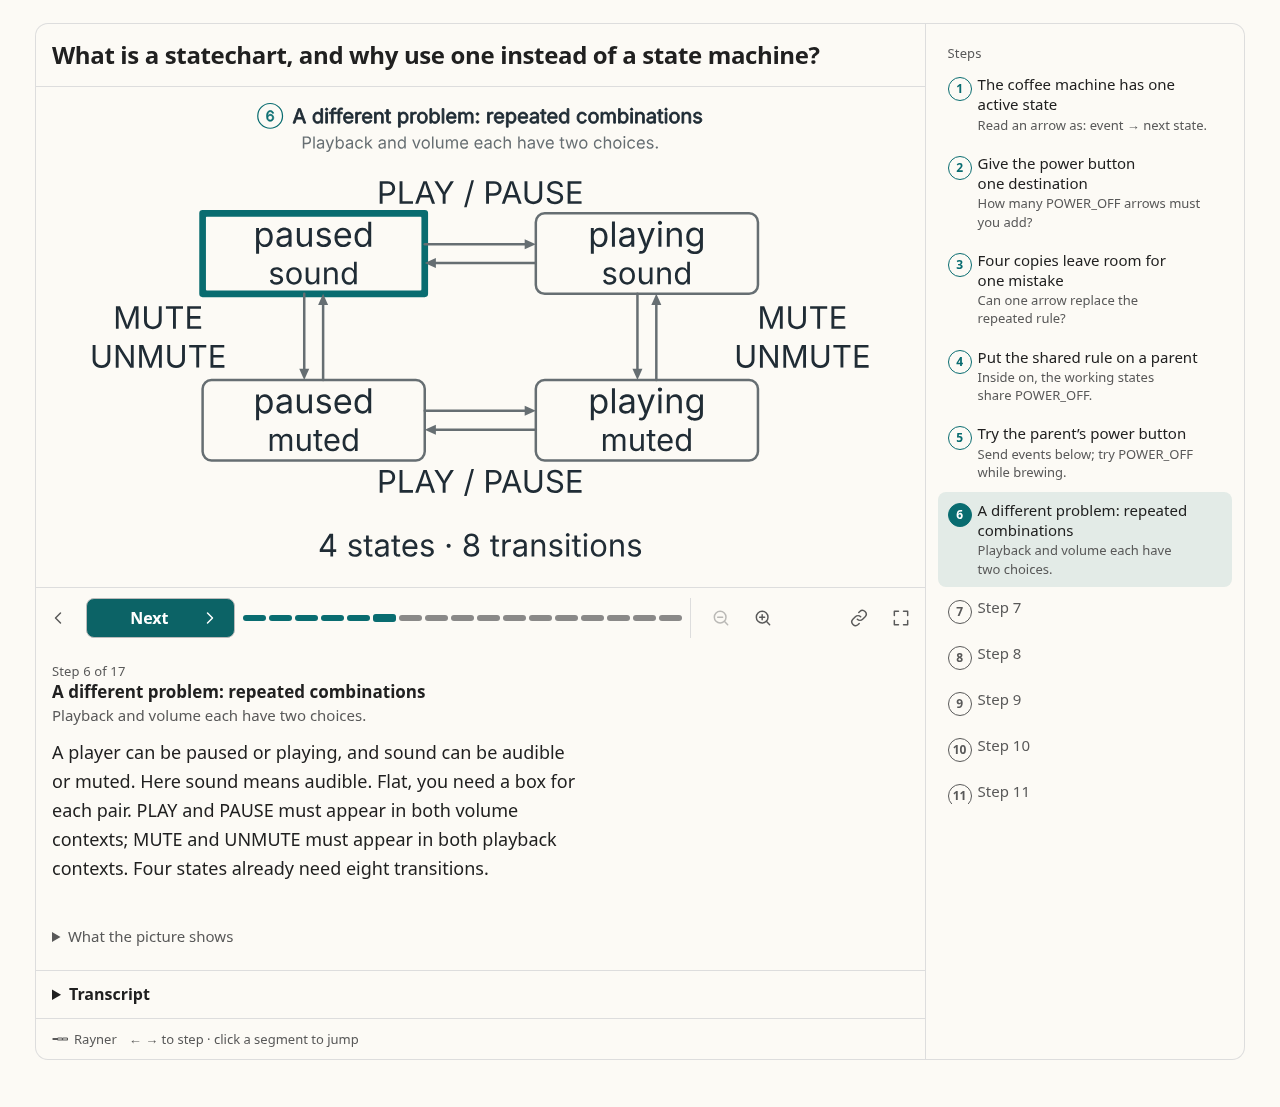 What is a statechart, and why use one instead of a state machine?
6 A different problem: repeated combinations
Playback and volume each have two choices.
PLAY / PAUSE
paused
sound
playing
sound
MUTE
UNMUTE
MUTE
UNMUTE
paused
muted
playing
muted
PLAY / PAUSE
4 states · 8 transitions
Next
Step 6 of 17
A different problem: repeated combinations
Playback and volume each have two choices.
A player can be paused or playing, and sound can be audible
or muted. Here sound means audible. Flat, you need a box for
each pair. PLAY and PAUSE must appear in both volume
contexts; MUTE and UNMUTE must appear in both playback
contexts. Four states already need eight transitions.
▶ What the picture shows
▶ Transcript
Rayner ← → to step · click a segment to jump
Steps
1 The coffee machine has one
active state
Read an arrow as: event → next state.
2 Give the power button
one destination
How many POWER_OFF arrows must
you add?
3 Four copies leave room for
one mistake
Can one arrow replace the
repeated rule?
4 Put the shared rule on a parent
Inside on, the working states
share POWER_OFF.
5 Try the parent’s power button
Send events below; try POWER_OFF
while brewing.
6 A different problem: repeated
combinations
Playback and volume each have
two choices.
7 Step 7
8 Step 8
9 Step 9
10 Step 10
11 Step 11